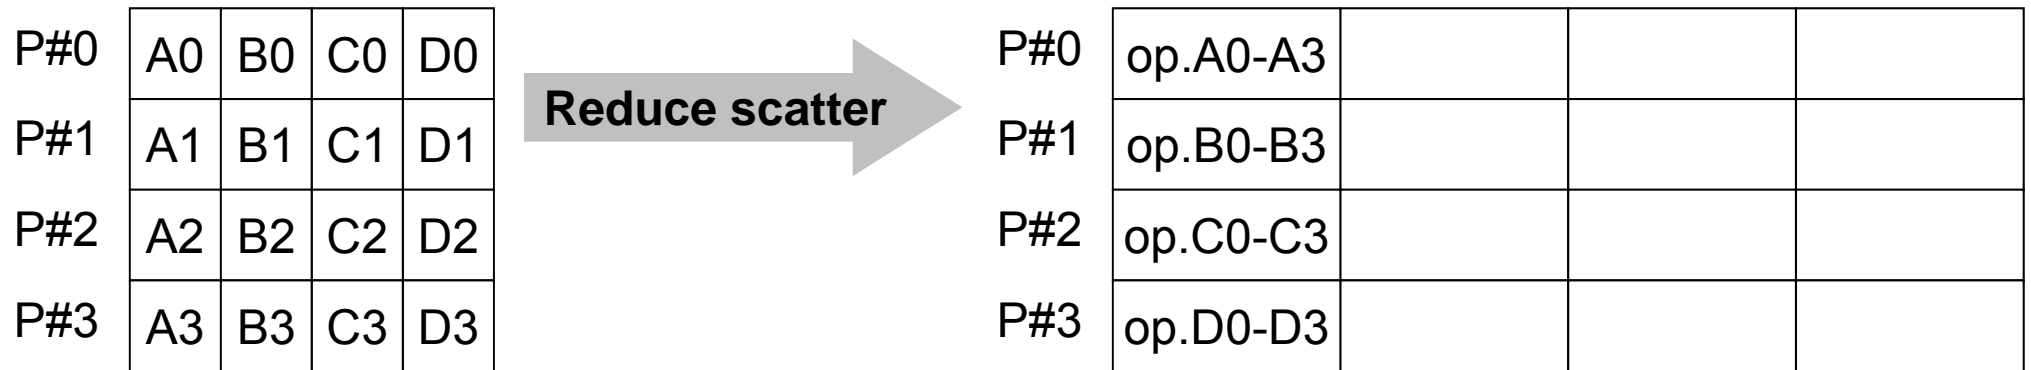 P#0 A0 B0 C0 D0 P#0 op.A0-A3
Reduce scatter
P#1 A1 B1 C1 D1 P#1 op.B0-B3
P#2 A2 B2 C2 D2 P#2 op.C0-C3
P#3 A3 B3 C3 D3 P#3 op.D0-D3